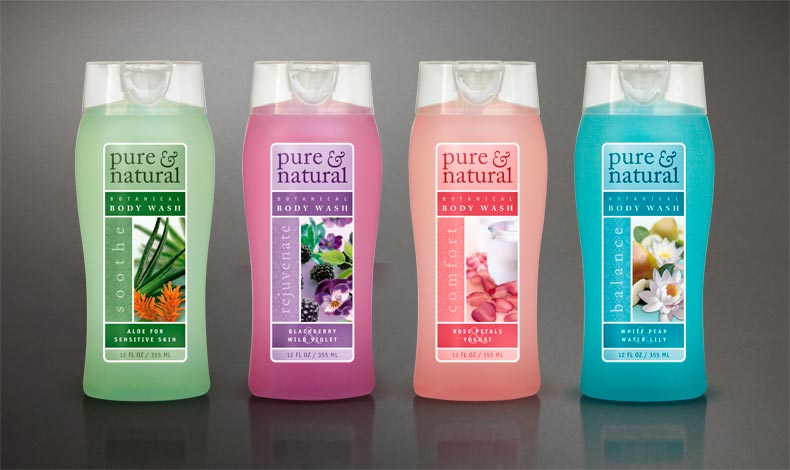 pure &
natural
BOTANICAL
BODY WASH
soothe
ALOE FOR
SENSITIVE SKIN
12 FL OZ / 355 ML
pure &
natural
BOTANICAL
BODY WASH
rejuvenate
BLACKBERRY
WILD VIOLET
12 FL OZ / 355 ML
pure &
natural
BOTANICAL
BODY WASH
comfort
ROSE PETALS
YOGURT
12 FL OZ / 355 ML
pure &
natural
BOTANICAL
BODY WASH
balance
WHITE PEAR
WATER LILY
12 FL OZ / 355 ML